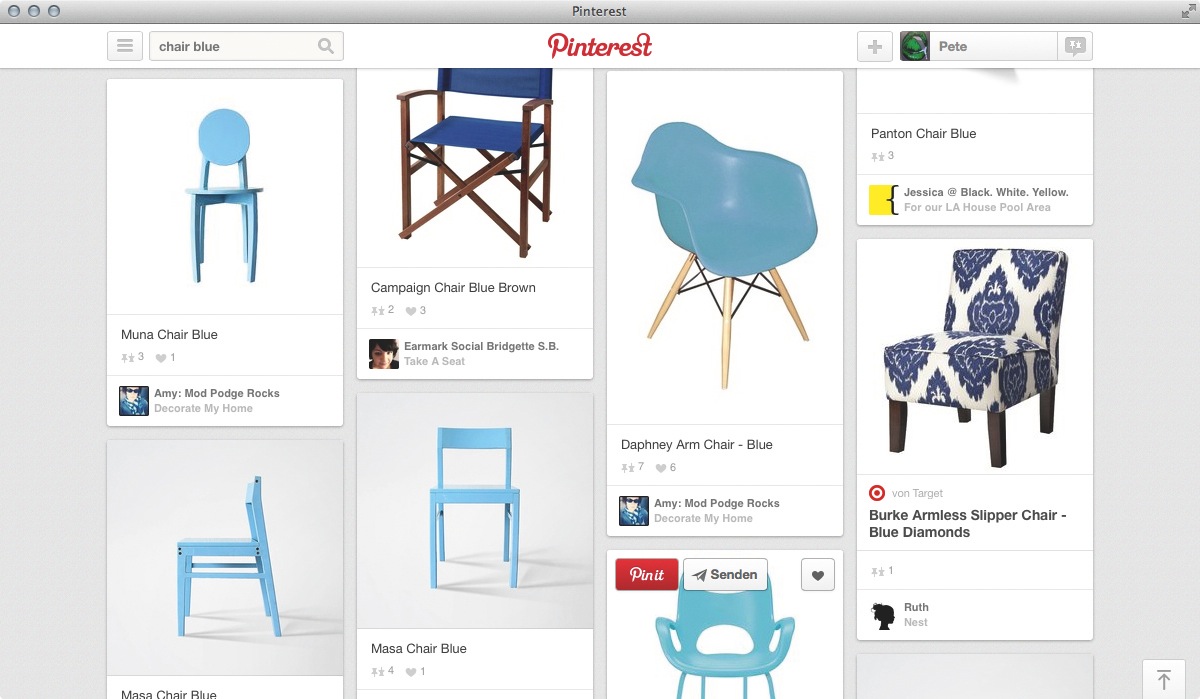 Pinterest
chair blue
Pinterest
Pete
Muna Chair Blue
3 1
Amy: Mod Podge Rocks
Decorate My Home
Masa Chair Blue
Campaign Chair Blue Brown
2 3
Earmark Social Bridgette S.B.
Take A Seat
Masa Chair Blue
4 1
Daphney Arm Chair - Blue
7 6
Amy: Mod Podge Rocks
Decorate My Home
Pin it
Senden
Panton Chair Blue
3
{
Jessica @ Black. White. Yellow.
For our LA House Pool Area
von Target
Burke Armless Slipper Chair -
Blue Diamonds
1
Ruth
Nest